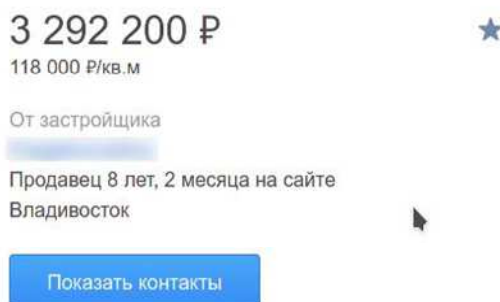 3 292 200 ₽
118 000 ₽/кв.м
От застройщика
Продавец 8 лет, 2 месяца на сайте
Владивосток
Показать контакты